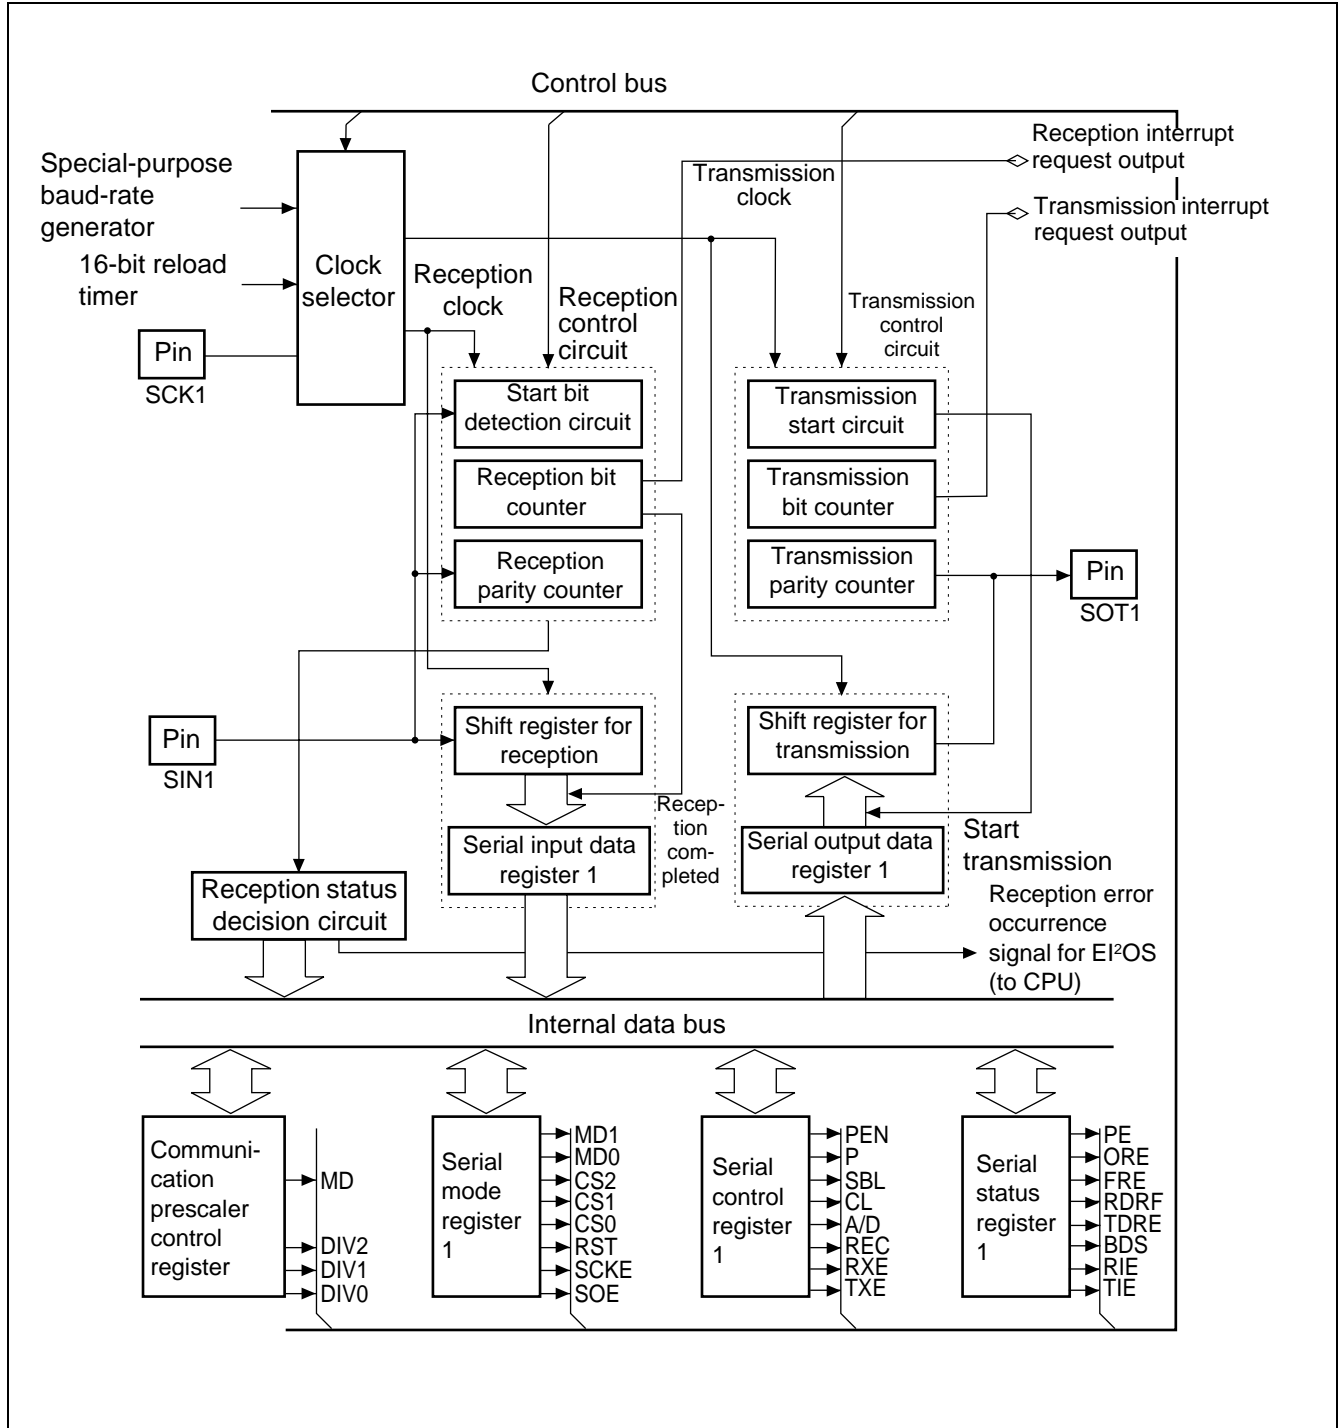 Control bus
Reception interrupt
request output
Special-purpose
baud-rate
generator
Transmission
clock
Transmission interrupt
request output
16-bit reload
timer
Clock
selector
Reception
clock
Reception
control
circuit
Transmission
control
circuit
Pin
SCK1
Start bit
detection circuit
Transmission
start circuit
Reception bit
counter
Transmission
bit counter
Reception
parity counter
Transmission
parity counter
Pin
SOT1
Pin
SIN1
Shift register for
reception
Shift register for
transmission
Recep-
tion
com-
pleted
Serial input data
register 1
Serial output data
register 1
Start
transmission
Reception status
decision circuit
Reception error
occurrence
signal for EI²OS
(to CPU)
Internal data bus
Communi-
cation
prescaler
control
register
MD
DIV2
DIV1
DIV0
Serial
mode
register
1
MD1
MD0
CS2
CS1
CS0
RST
SCKE
SOE
Serial
control
register
1
PEN
P
SBL
CL
A/D
REC
RXE
TXE
Serial
status
register
1
PE
ORE
FRE
RDRF
TDRE
BDS
RIE
TIE